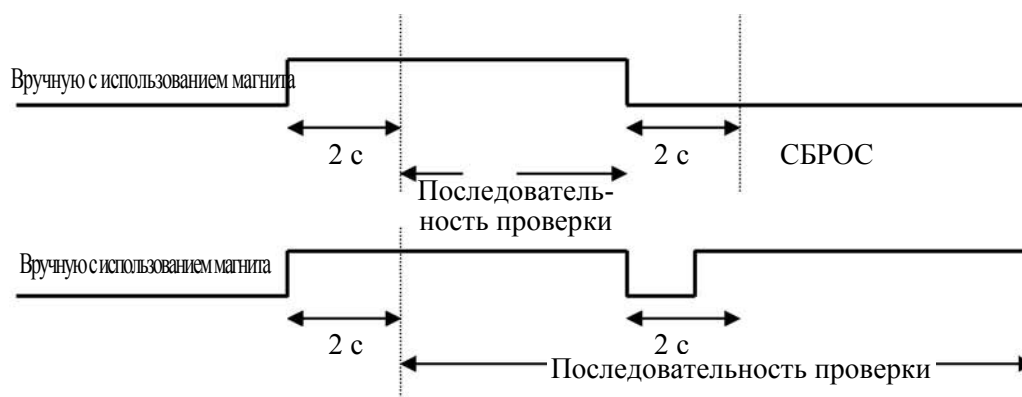 Вручную с использованием магнита
2 с
2 с
СБРОС
Последователь-
ность проверки
Вручную с использованием магнита
2 с
2 с
Последовательность проверки